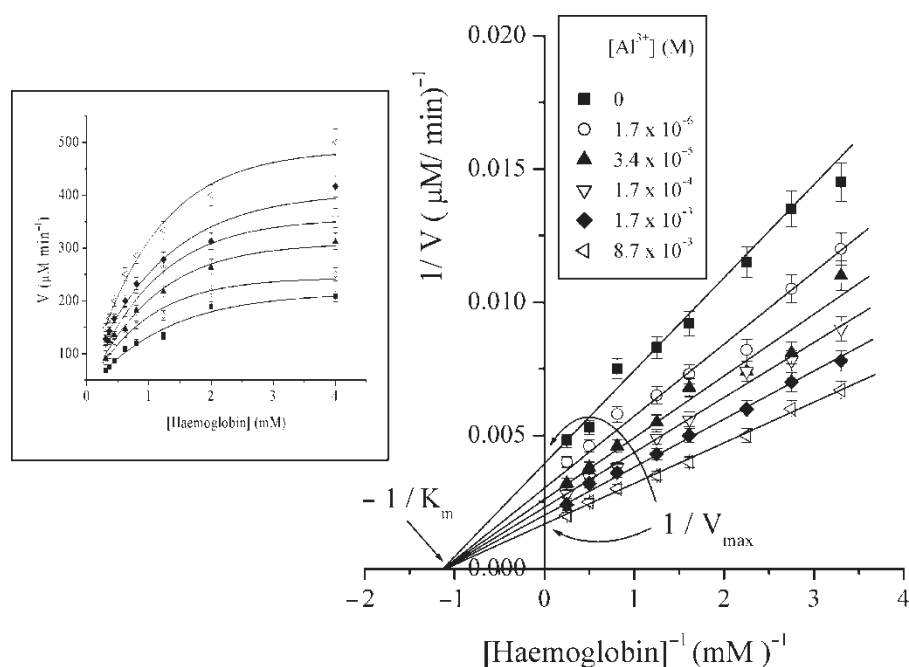 500
400
300
200
100
0
1
2
3
4
V (μM min⁻¹)
[Haemoglobin] (mM)
0.020
0.015
0.010
0.005
0.000
1/ V ( μM/ min)⁻¹
[Al³⁺] (M)
0
1.7 x 10⁻⁶
3.4 x 10⁻⁵
1.7 x 10⁻⁴
1.7 x 10⁻³
8.7 x 10⁻³
− 1 / Kₘ
1 / Vₘₐₓ
−2
−1
0
1
2
3
4
[Haemoglobin]⁻¹ (mM )⁻¹